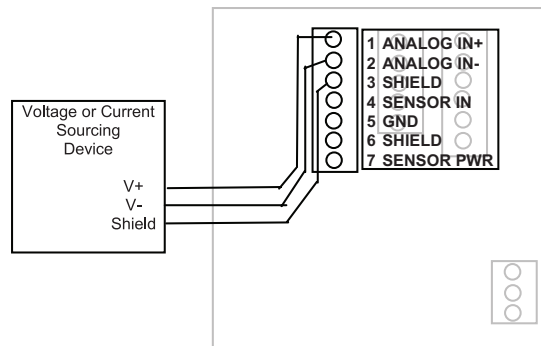 1 ANALOG IN+
2 ANALOG IN-
3 SHIELD
4 SENSOR IN
5 GND
6 SHIELD
7 SENSOR PWR
Voltage or Current
Sourcing
Device
V+
V-
Shield